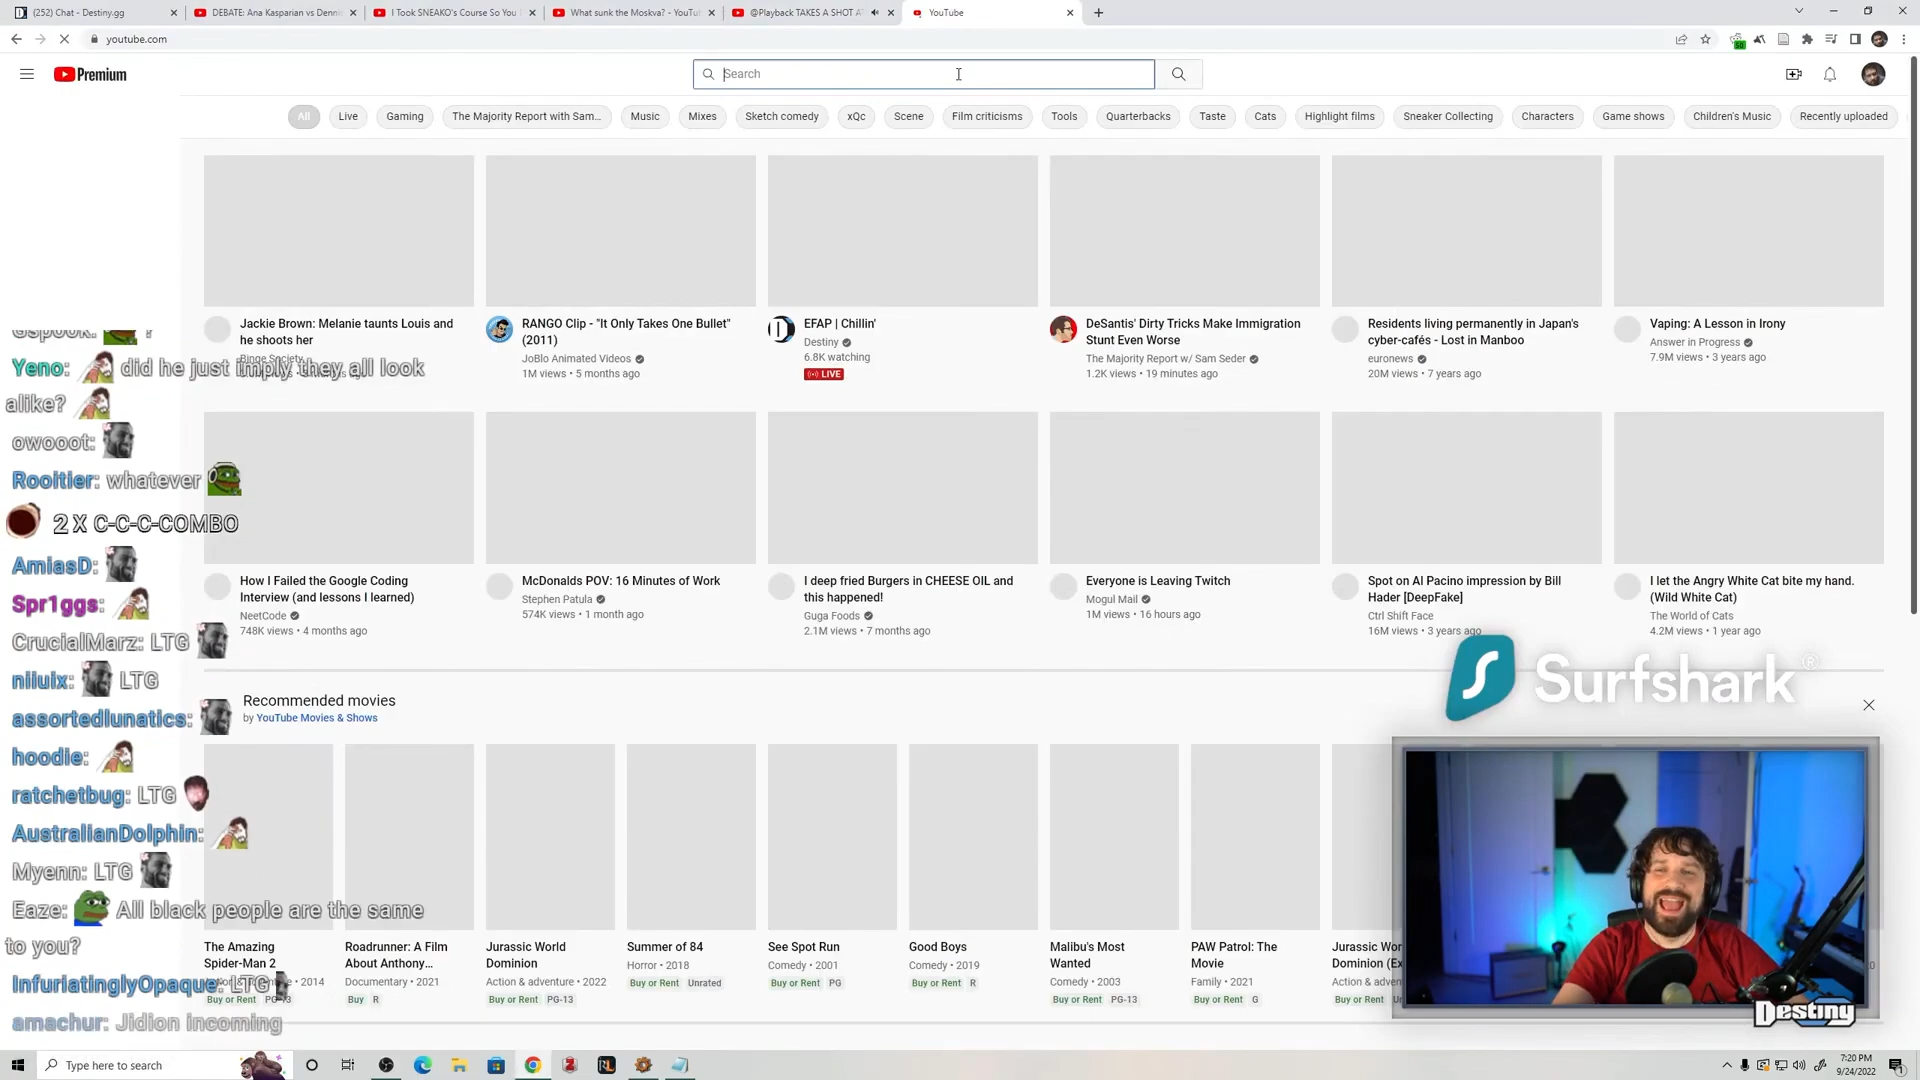 (252) Chat - Destiny.gg
DEBATE: Ana Kasparian vs Denni
I Took SNEAKO's Course So You
What sunk the Moskva? - YouTu
@Playback TAKES A SHOT AT
YouTube
youtube.com
50
Premium
Search
All
Live
Gaming
The Majority Report with Sam...
Music
Mixes
Sketch comedy
xQc
Scene
Film criticisms
Tools
Quarterbacks
Taste
Cats
Highlight films
Sneaker Collecting
Characters
Game shows
Children's Music
Recently uploaded
Jackie Brown: Melanie taunts Louis and
he shoots her
Binge Society
RANGO Clip - "It Only Takes One Bullet"
(2011)
JoBlo Animated Videos
1M views • 5 months ago
EFAP | Chillin'
Destiny
6.8K watching
LIVE
DeSantis' Dirty Tricks Make Immigration
Stunt Even Worse
The Majority Report w/ Sam Seder
1.2K views • 19 minutes ago
Residents living permanently in Japan's
cyber-cafés - Lost in Manboo
euronews
20M views • 7 years ago
Vaping: A Lesson in Irony
Answer in Progress
7.9M views • 3 years ago
Gspook: ?
Yeno: did he just imply they all look
alike?
owooot:
Rooltier: whatever
2 X C-C-C-COMBO
AmiasD:
Spr1ggs:
CrucialMarz: LTG
niiuix: LTG
assortedlunatics:
hoodie:
ratchetbug: LTG
AustralianDolphin:
Myenn: LTG
Eaze: All black people are the same
to you?
InfuriatinglyOpaque: LTG
amachur: Jidion incoming
How I Failed the Google Coding
Interview (and lessons I learned)
NeetCode
748K views • 4 months ago
McDonalds POV: 16 Minutes of Work
Stephen Patula
574K views • 1 month ago
I deep fried Burgers in CHEESE OIL and
this happened!
Guga Foods
2.1M views • 7 months ago
Everyone is Leaving Twitch
Mogul Mail
1M views • 16 hours ago
Spot on Al Pacino impression by Bill
Hader [DeepFake]
Ctrl Shift Face
16M views • 3 years ago
I let the Angry White Cat bite my hand.
(Wild White Cat)
The World of Cats
4.2M views • 1 year ago
Surfshark®
Recommended movies
by YouTube Movies & Shows
The Amazing
Spider-Man 2
• 2014
Buy or Rent PG-13
Roadrunner: A Film
About Anthony...
Documentary • 2021
Buy R
Jurassic World
Dominion
Action & adventure • 2022
Buy or Rent PG-13
Summer of 84
Horror • 2018
Buy or Rent Unrated
See Spot Run
Comedy • 2001
Buy or Rent PG
Good Boys
Comedy • 2019
Buy or Rent R
Malibu's Most
Wanted
Comedy • 2003
Buy or Rent PG-13
PAW Patrol: The
Movie
Family • 2021
Buy or Rent G
Jurassic Wor
Dominion (Ex
Action & adven
Buy or Rent
Destiny
Type here to search
7:20 PM
9/24/2022